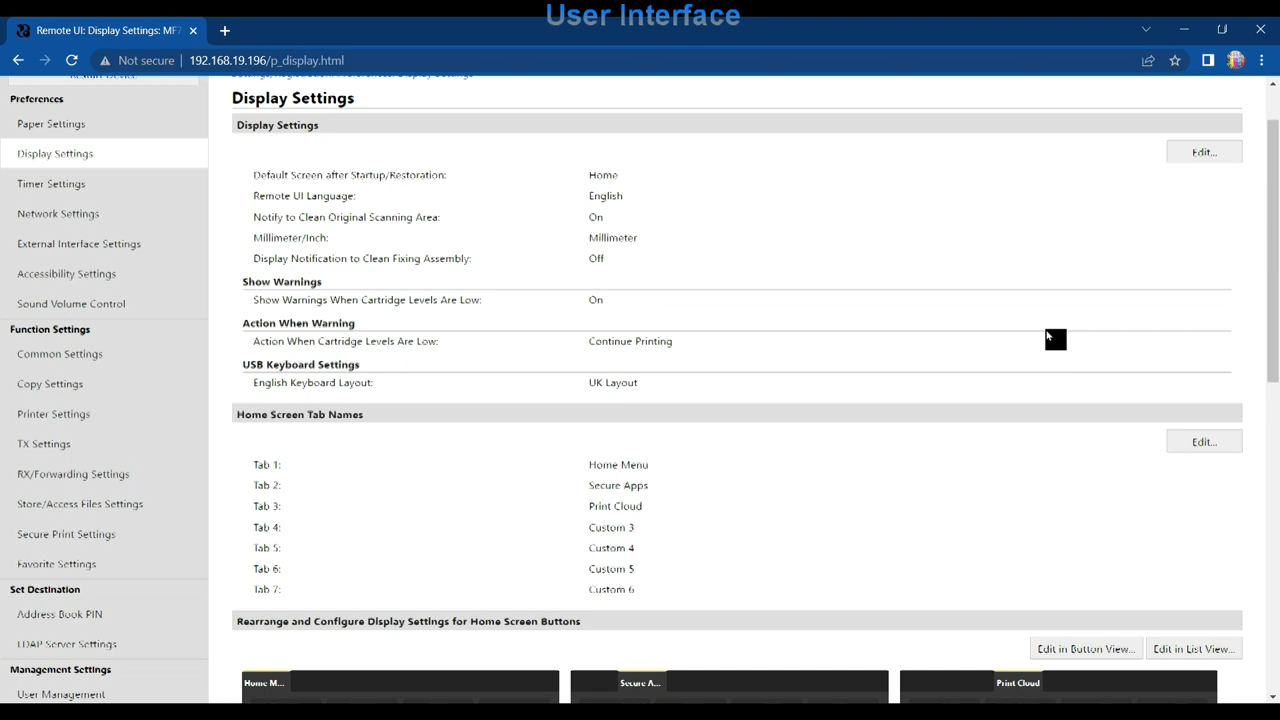 User Interface
Remote UI: Display Settings: MF7
Not secure
192.168.19.196/p_display.html
Preferences
Paper Settings
Display Settings
Timer Settings
Network Settings
External Interface Settings
Accessibility Settings
Sound Volume Control
Function Settings
Common Settings
Copy Settings
Printer Settings
TX Settings
RX/Forwarding Settings
Store/Access Files Settings
Secure Print Settings
Favorite Settings
Set Destination
Address Book PIN
LDAP Server Settings
Management Settings
User Management
Display Settings
Display Settings
Edit...
Default Screen after Startup/Restoration: Home
Remote UI Language: English
Notify to Clean Original Scanning Area: On
Millimeter/Inch: Millimeter
Display Notification to Clean Fixing Assembly: Off
Show Warnings
Show Warnings When Cartridge Levels Are Low: On
Action When Warning
Action When Cartridge Levels Are Low: Continue Printing
USB Keyboard Settings
English Keyboard Layout: UK Layout
Home Screen Tab Names
Edit...
Tab 1: Home Menu
Tab 2: Secure Apps
Tab 3: Print Cloud
Tab 4: Custom 3
Tab 5: Custom 4
Tab 6: Custom 5
Tab 7: Custom 6
Rearrange and Configure Display Settings for Home Screen Buttons
Edit in Button View... Edit in List View...
Home M... Secure A... Print Cloud